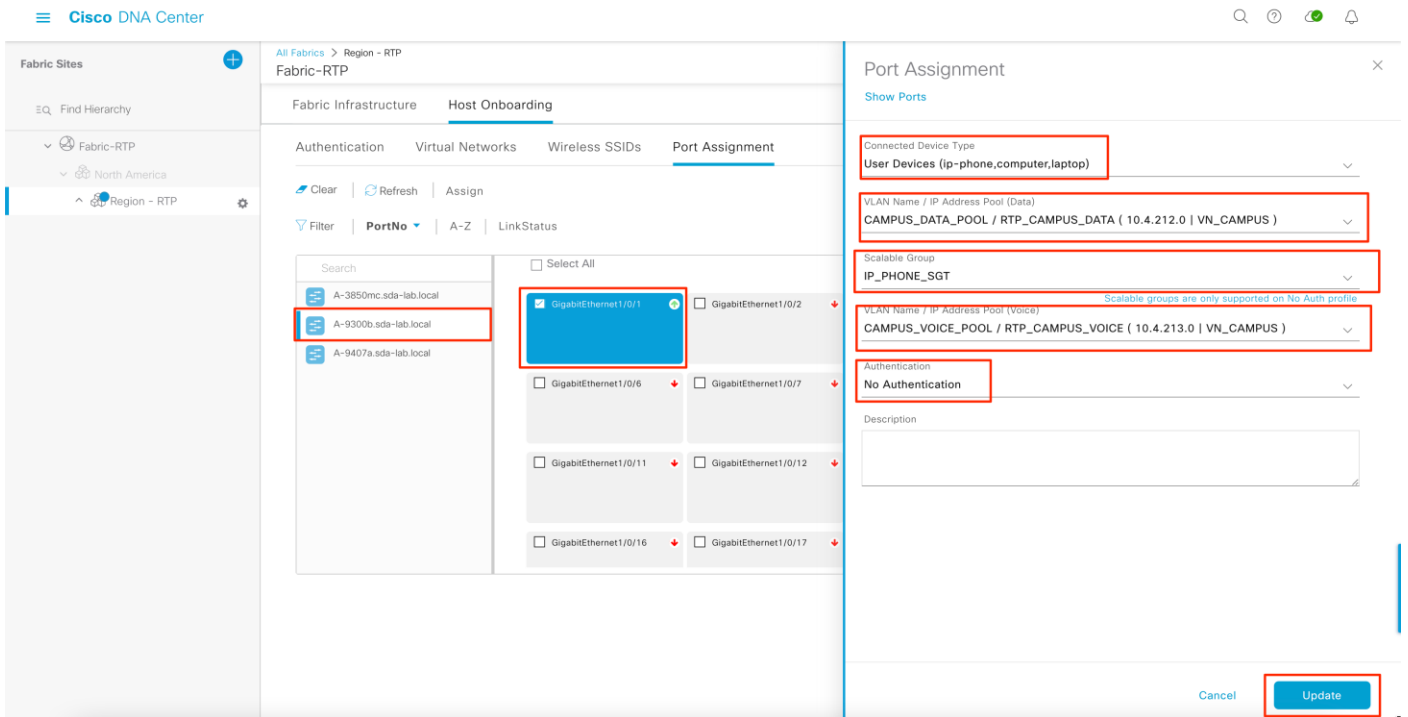 Cisco DNA Center
Fabric Sites
Find Hierarchy
Fabric-RTP
North America
Region - RTP
All Fabrics > Region - RTP
Fabric-RTP
Fabric Infrastructure Host Onboarding
Authentication Virtual Networks Wireless SSIDs Port Assignment
Clear Refresh Assign
Filter PortNo A-Z LinkStatus
Search
A-3850mc.sda-lab.local
A-9300b.sda-lab.local
A-9407a.sda-lab.local
Select All
GigabitEthernet1/0/1 GigabitEthernet1/0/2
GigabitEthernet1/0/6 GigabitEthernet1/0/7
GigabitEthernet1/0/11 GigabitEthernet1/0/12
GigabitEthernet1/0/16 GigabitEthernet1/0/17
Port Assignment
Show Ports
Connected Device Type
User Devices (ip-phone,computer,laptop)
VLAN Name / IP Address Pool (Data)
CAMPUS_DATA_POOL / RTP_CAMPUS_DATA ( 10.4.212.0 | VN_CAMPUS )
Scalable Group
IP_PHONE_SGT
Scalable groups are only supported on No Auth profile
VLAN Name / IP Address Pool (Voice)
CAMPUS_VOICE_POOL / RTP_CAMPUS_VOICE ( 10.4.213.0 | VN_CAMPUS )
Authentication
No Authentication
Description
Cancel Update